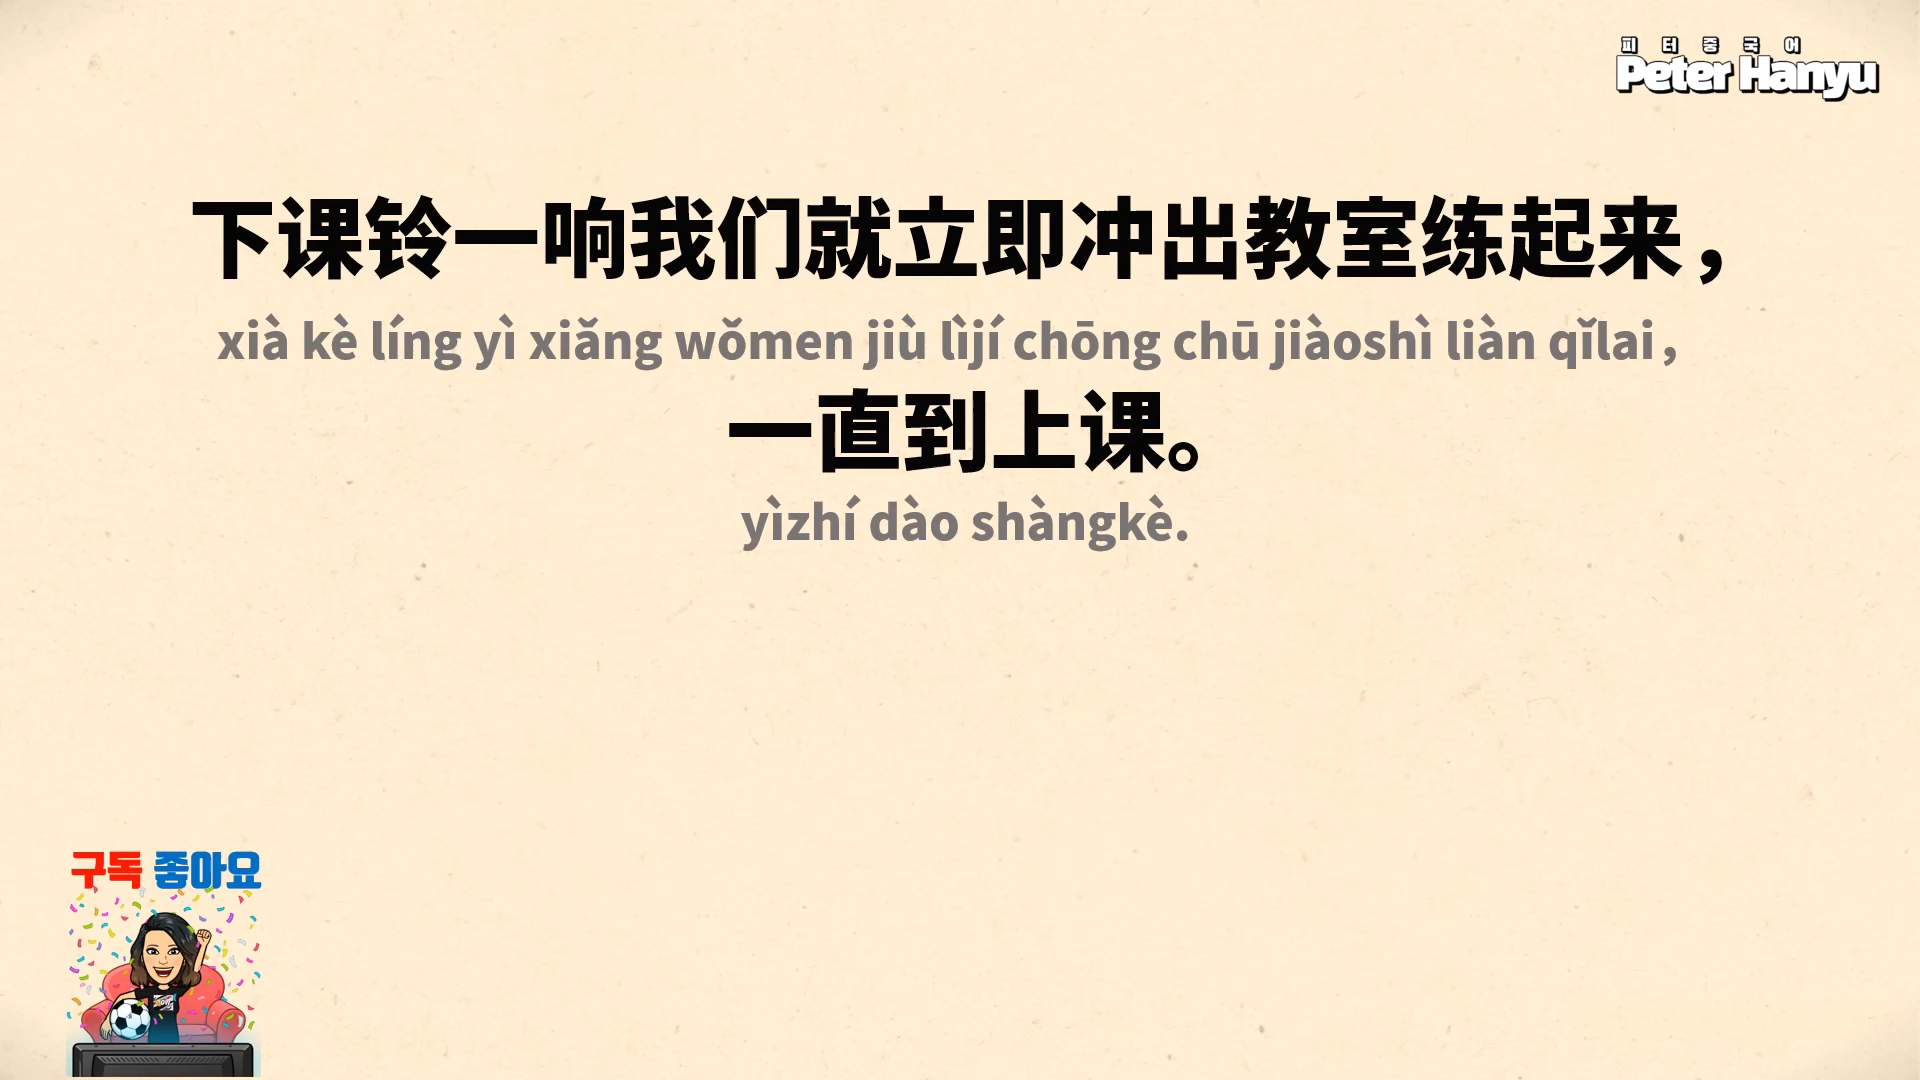 피터중국어
Peter Hanyu
下课铃一响我们就立即冲出教室练起来，
xià kè líng yì xiǎng wǒmen jiù lìjí chōng chū jiàoshì liàn qǐlai，
一直到上课。
yìzhí dào shàngkè.
구독 좋아요